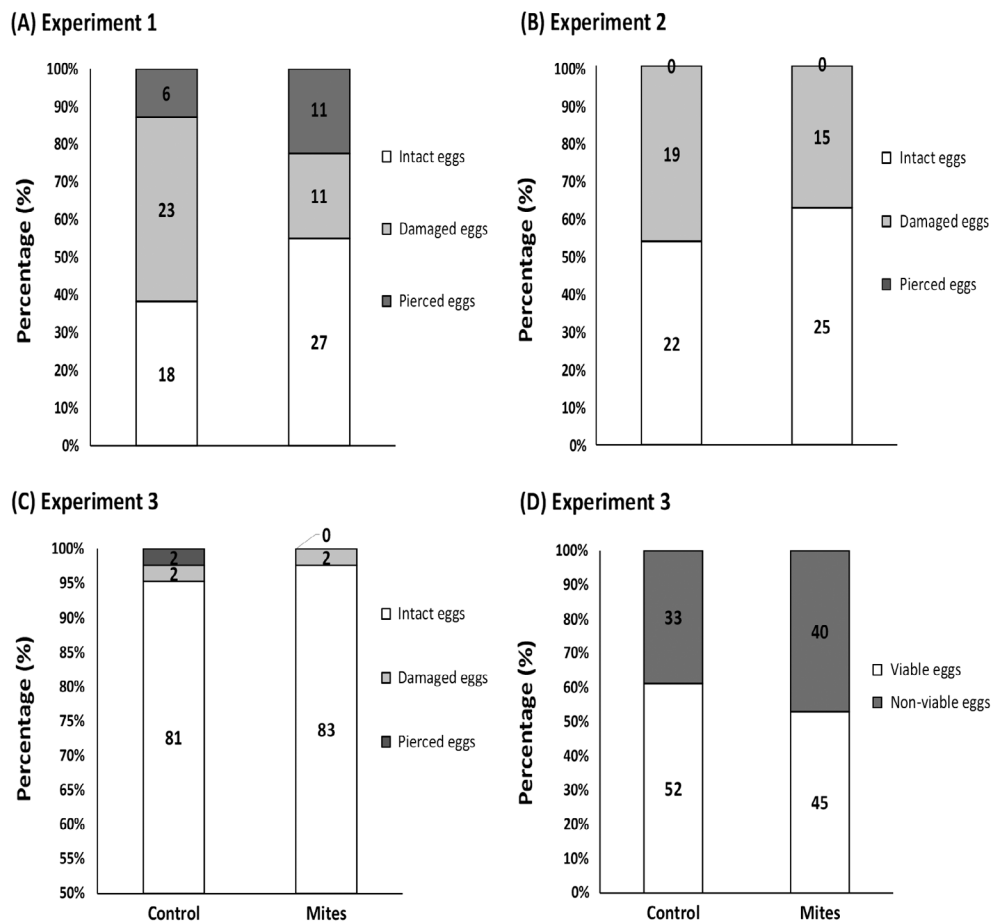 (A) Experiment 1
Percentage (%)
100%
90%
80%
70%
60%
50%
40%
30%
20%
10%
0%
6
23
18
11
11
27
Intact eggs
Damaged eggs
Pierced eggs
(B) Experiment 2
Percentage (%)
100%
90%
80%
70%
60%
50%
40%
30%
20%
10%
0%
0
19
22
0
15
25
Intact eggs
Damaged eggs
Pierced eggs
(C) Experiment 3
Percentage (%)
100%
95%
90%
85%
80%
75%
70%
65%
60%
55%
50%
2
2
81
0
2
83
Control
Mites
Intact eggs
Damaged eggs
Pierced eggs
(D) Experiment 3
Percentage (%)
100%
90%
80%
70%
60%
50%
40%
30%
20%
10%
0%
33
52
40
45
Control
Mites
Viable eggs
Non-viable eggs